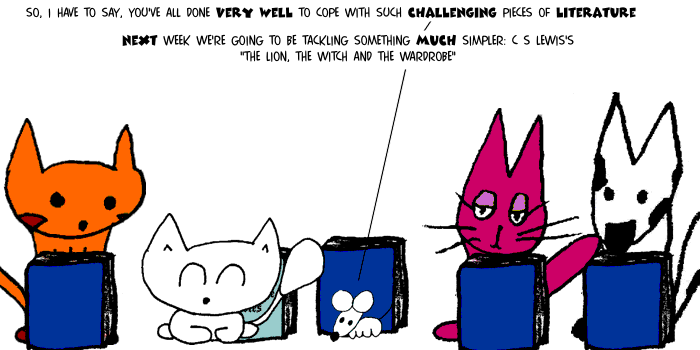 SO, I HAVE TO SAY, YOU'VE ALL DONE VERY WELL TO COPE WITH SUCH CHALLENGING PIECES OF LITERATURE
NEXT WEEK WE'RE GOING TO BE TACKLING SOMETHING MUCH SIMPLER: C S LEWIS'S
"THE LION, THE WITCH AND THE WARDROBE"